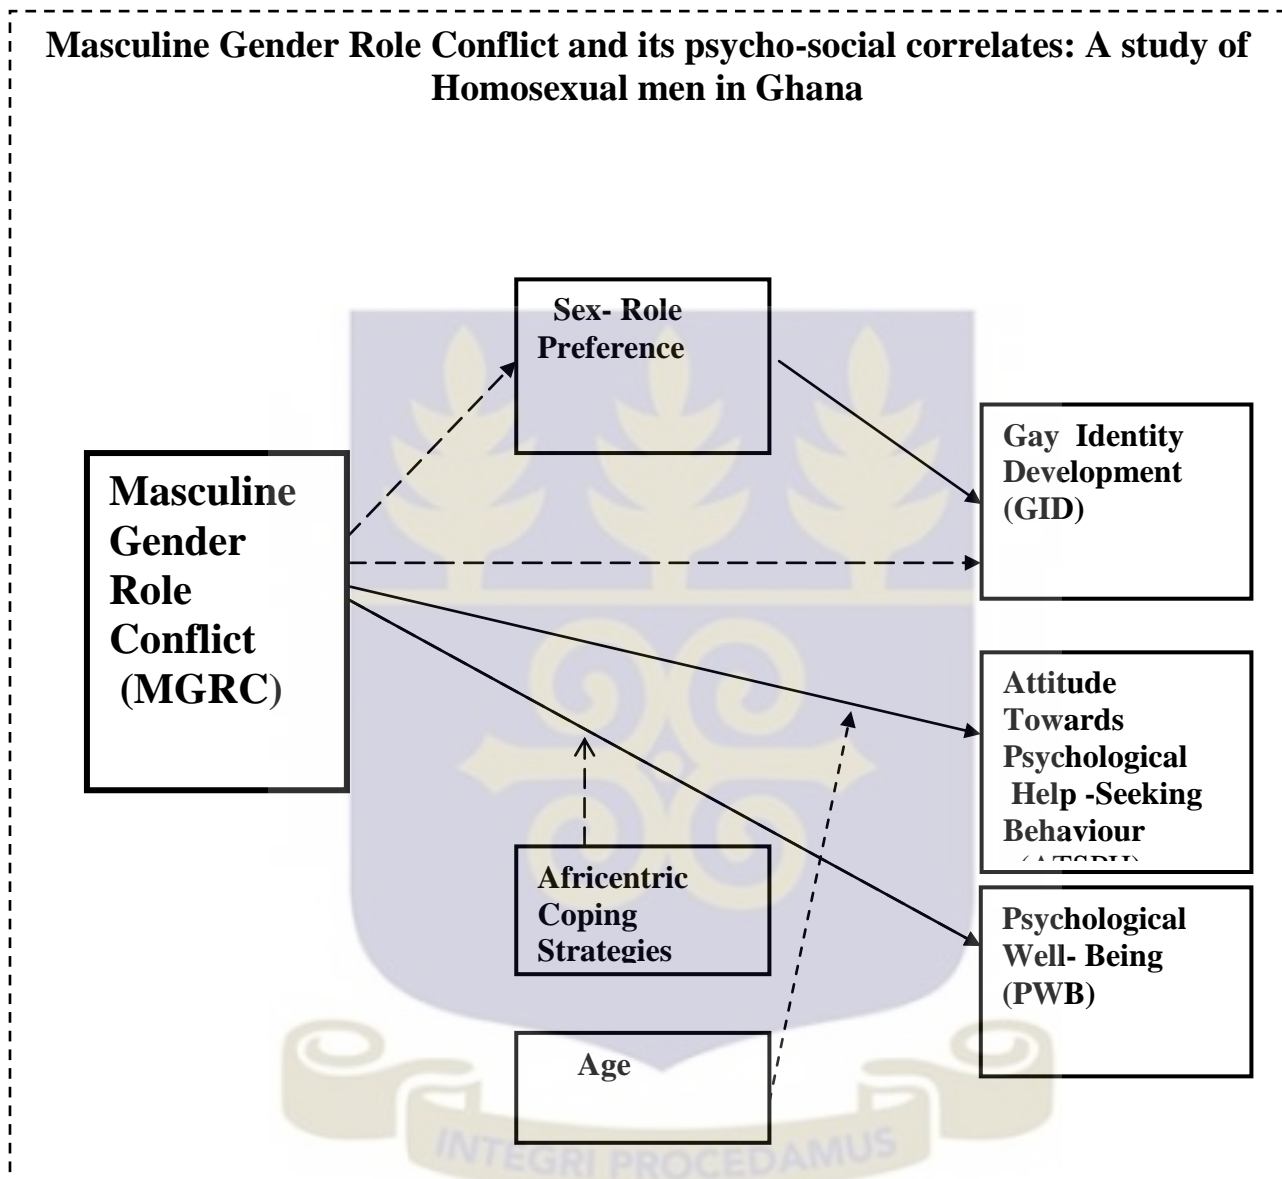 Masculine Gender Role Conflict and its psycho-social correlates: A study of
Homosexual men in Ghana
Sex- Role
Preference
Gay Identity
Development
(GID)
Masculine
Gender
Role
Conflict
(MGRC)
Attitude
Towards
Psychological
Help -Seeking
Behaviour
Africentric
Coping
Strategies
Psychological
Well- Being
(PWB)
Age
INTEGRI PROCEDAMUS